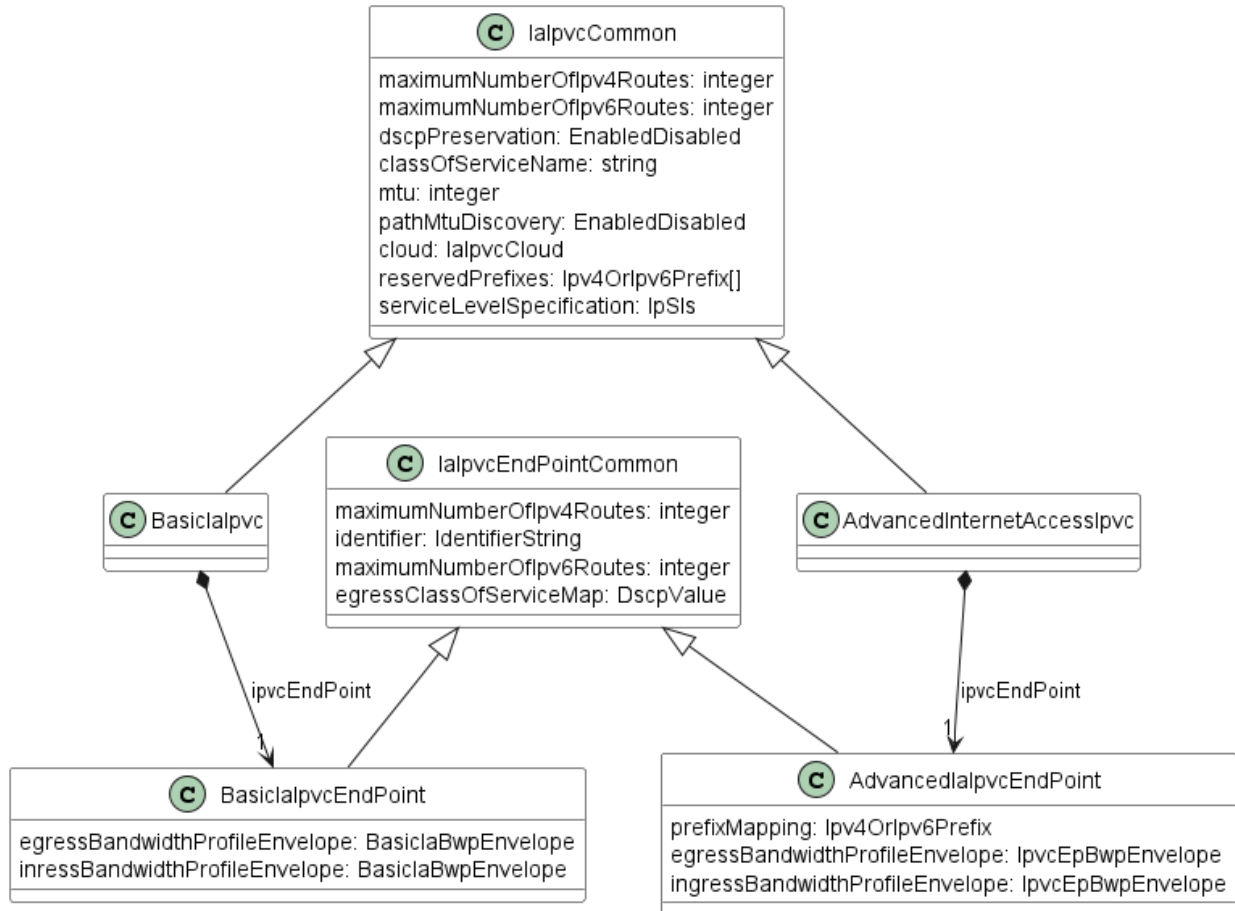 C IaIpvcCommon
maximumNumberOfIpv4Routes: integer
maximumNumberOfIpv6Routes: integer
dscpPreservation: EnabledDisabled
classOfServiceName: string
mtu: integer
pathMtuDiscovery: EnabledDisabled
cloud: IaIpvcCloud
reservedPrefixes: Ipv4OrIpv6Prefix[]
serviceLevelSpecification: IpSls
C IaIpvcEndPointCommon
maximumNumberOfIpv4Routes: integer
identifier: IdentifierString
maximumNumberOfIpv6Routes: integer
egressClassOfServiceMap: DscpValue
C BasicIaIpvc
C AdvancedInternetAccessIpvc
ipvcEndPoint
1
ipvcEndPoint
1
C BasicIaIpvcEndPoint
egressBandwidthProfileEnvelope: BasicIaBwpEnvelope
inressBandwidthProfileEnvelope: BasicIaBwpEnvelope
C AdvancedIaIpvcEndPoint
prefixMapping: Ipv4OrIpv6Prefix
egressBandwidthProfileEnvelope: IpvcEpBwpEnvelope
ingressBandwidthProfileEnvelope: IpvcEpBwpEnvelope